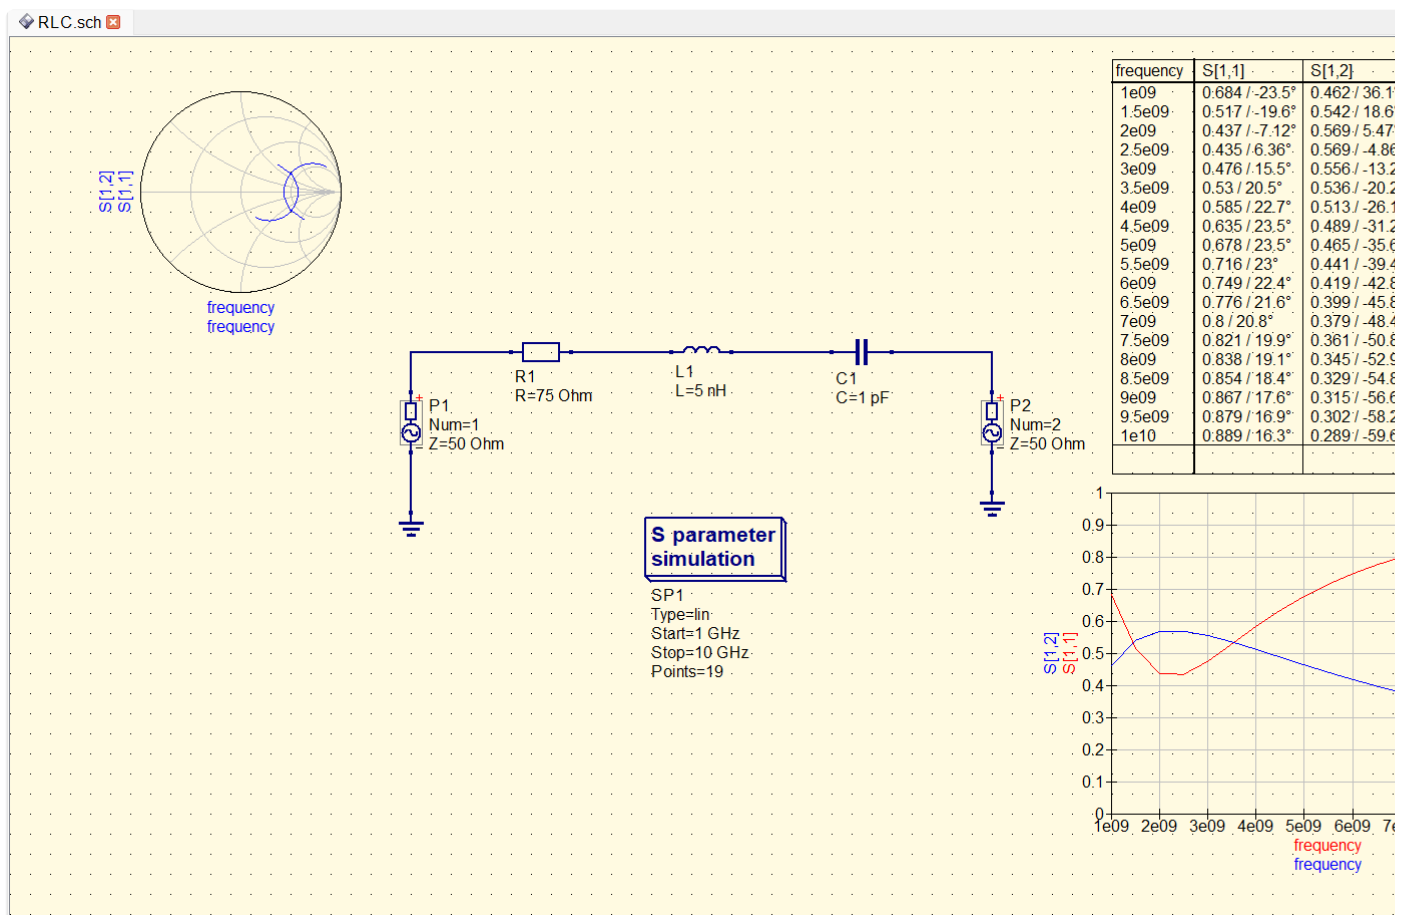 RLC.sch
frequency S[1,1] S[1,2]
1e09 0.684 / -23.5° 0.462 / 36.1°
1.5e09 0.517 / -19.6° 0.542 / 18.6
2e09 0.437 / -7.12° 0.569 / 5.47
2.5e09 0.435 / 6.36° 0.569 / -4.86
3e09 0.476 / 15.5° 0.556 / -13.2
3.5e09 0.53 / 20.5° 0.536 / -20.2
4e09 0.585 / 22.7° 0.513 / -26.1
4.5e09 0.635 / 23.5° 0.489 / -31.2
5e09 0.678 / 23.5° 0.465 / -35.6
5.5e09 0.716 / 23° 0.441 / -39.4
6e09 0.749 / 22.4° 0.419 / -42.8
6.5e09 0.776 / 21.6° 0.399 / -45.8
7e09 0.8 / 20.8° 0.379 / -48.4
7.5e09 0.821 / 19.9° 0.361 / -50.8
8e09 0.838 / 19.1° 0.345 / -52.9
8.5e09 0.854 / 18.4° 0.329 / -54.8
9e09 0.867 / 17.6° 0.315 / -56.6
9.5e09 0.879 / 16.9° 0.302 / -58.2
1e10 0.889 / 16.3° 0.289 / -59.6
S[1,2]
S[1,1]
frequency
frequency
R1
R=75 Ohm
L1
L=5 nH
C1
C=1 pF
+
P1
Num=1
Z=50 Ohm
+
P2
Num=2
Z=50 Ohm
S parameter
simulation
SP1
Type=lin
Start=1 GHz
Stop=10 GHz
Points=19
1
0.9
0.8
0.7
0.6
0.5
0.4
0.3
0.2
0.1
0
S[1,2]
S[1,1]
1e09 2e09 3e09 4e09 5e09 6e09 7e
frequency
frequency